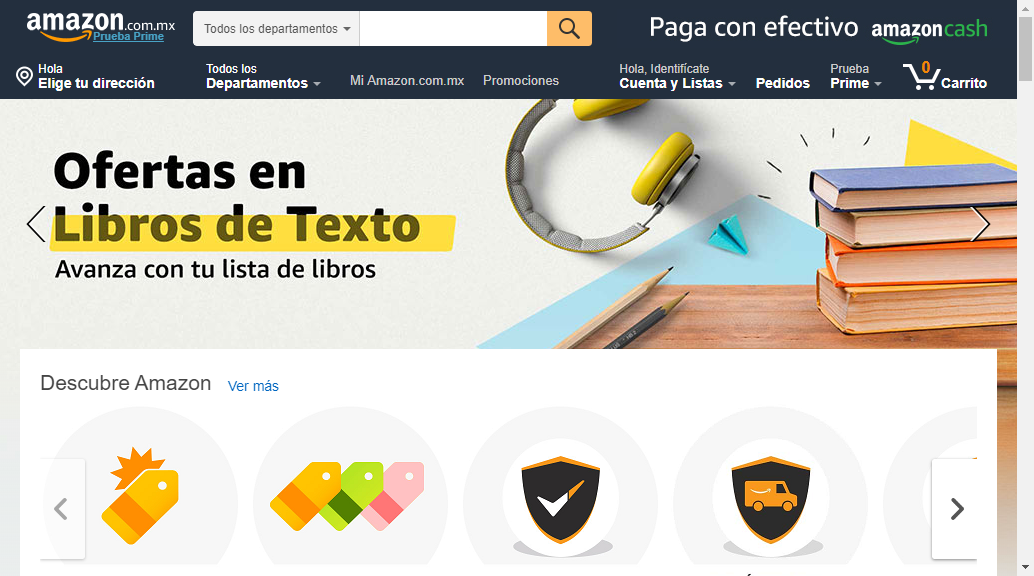 amazon.com.mx
Prueba Prime
Todos los departamentos
Paga con efectivo amazoncash
Hola
Elige tu dirección
Todos los
Departamentos
Mi Amazon.com.mx
Promociones
Hola, Identifícate
Cuenta y Listas
Pedidos
Prueba
Prime
0
Carrito
Ofertas en
Libros de Texto
Avanza con tu lista de libros
Descubre Amazon
Ver más